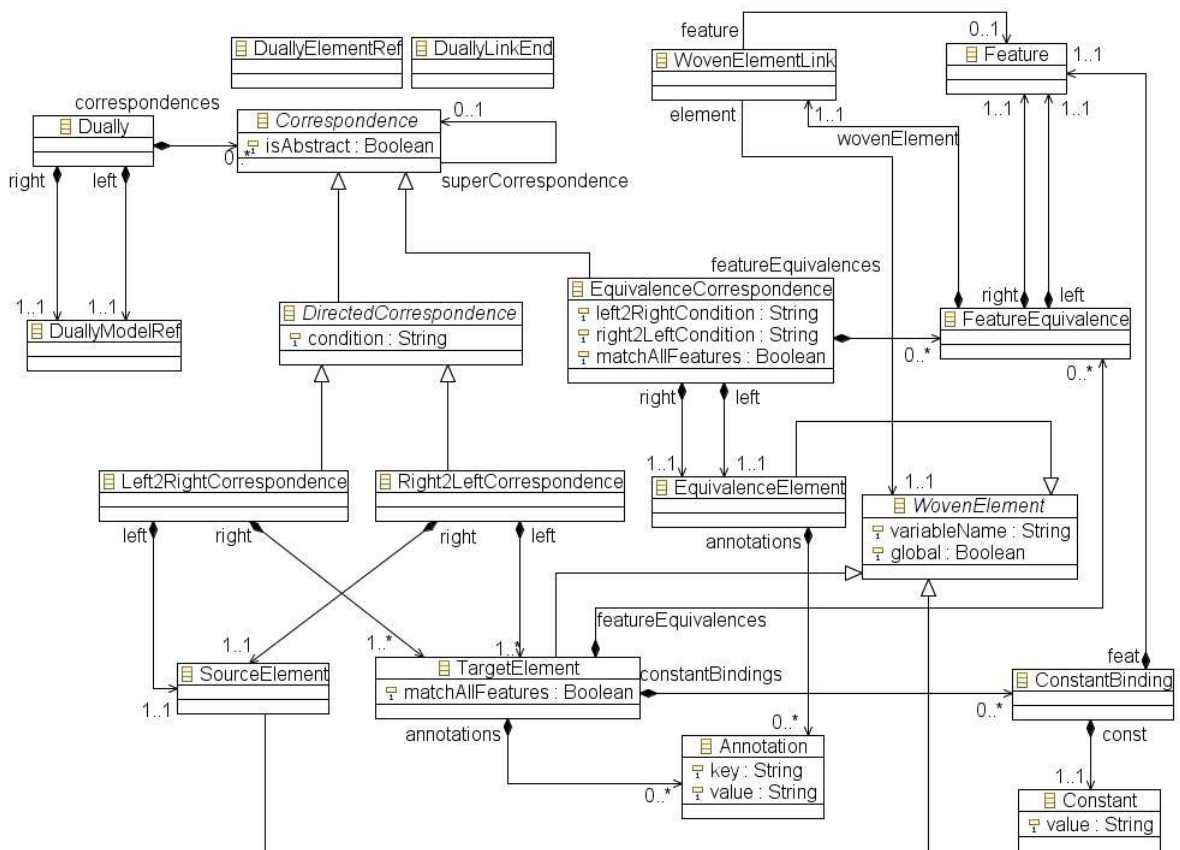 feature
0..1
DuallyElementRef
DuallyLinkEnd
WovenElementLink
Feature
1..1
correspondences
element
1..1
1..1
1..1
0..1
Dually
Correspondence
isAbstract : Boolean
0..*
wovenElement
right
left
superCorrespondence
featureEquivalences
1..1
1..1
DuallyModelRef
DirectedCorrespondence
condition : String
EquivalenceCorrespondence
left2RightCondition : String
right2LeftCondition : String
matchAllFeatures : Boolean
right
left
FeatureEquivalence
0..*
0..*
right
left
1..1
1..1
Left2RightCorrespondence
Right2LeftCorrespondence
EquivalenceElement
1..1
WovenElement
variableName : String
global : Boolean
left
right
right
left
annotations
featureEquivalences
1..1
1..*
1..*
feat
SourceElement
TargetElement
matchAllFeatures : Boolean
constantBindings
ConstantBinding
1..1
0..*
annotations
0..*
const
Annotation
key : String
value : String
0..*
1..1
Constant
value : String